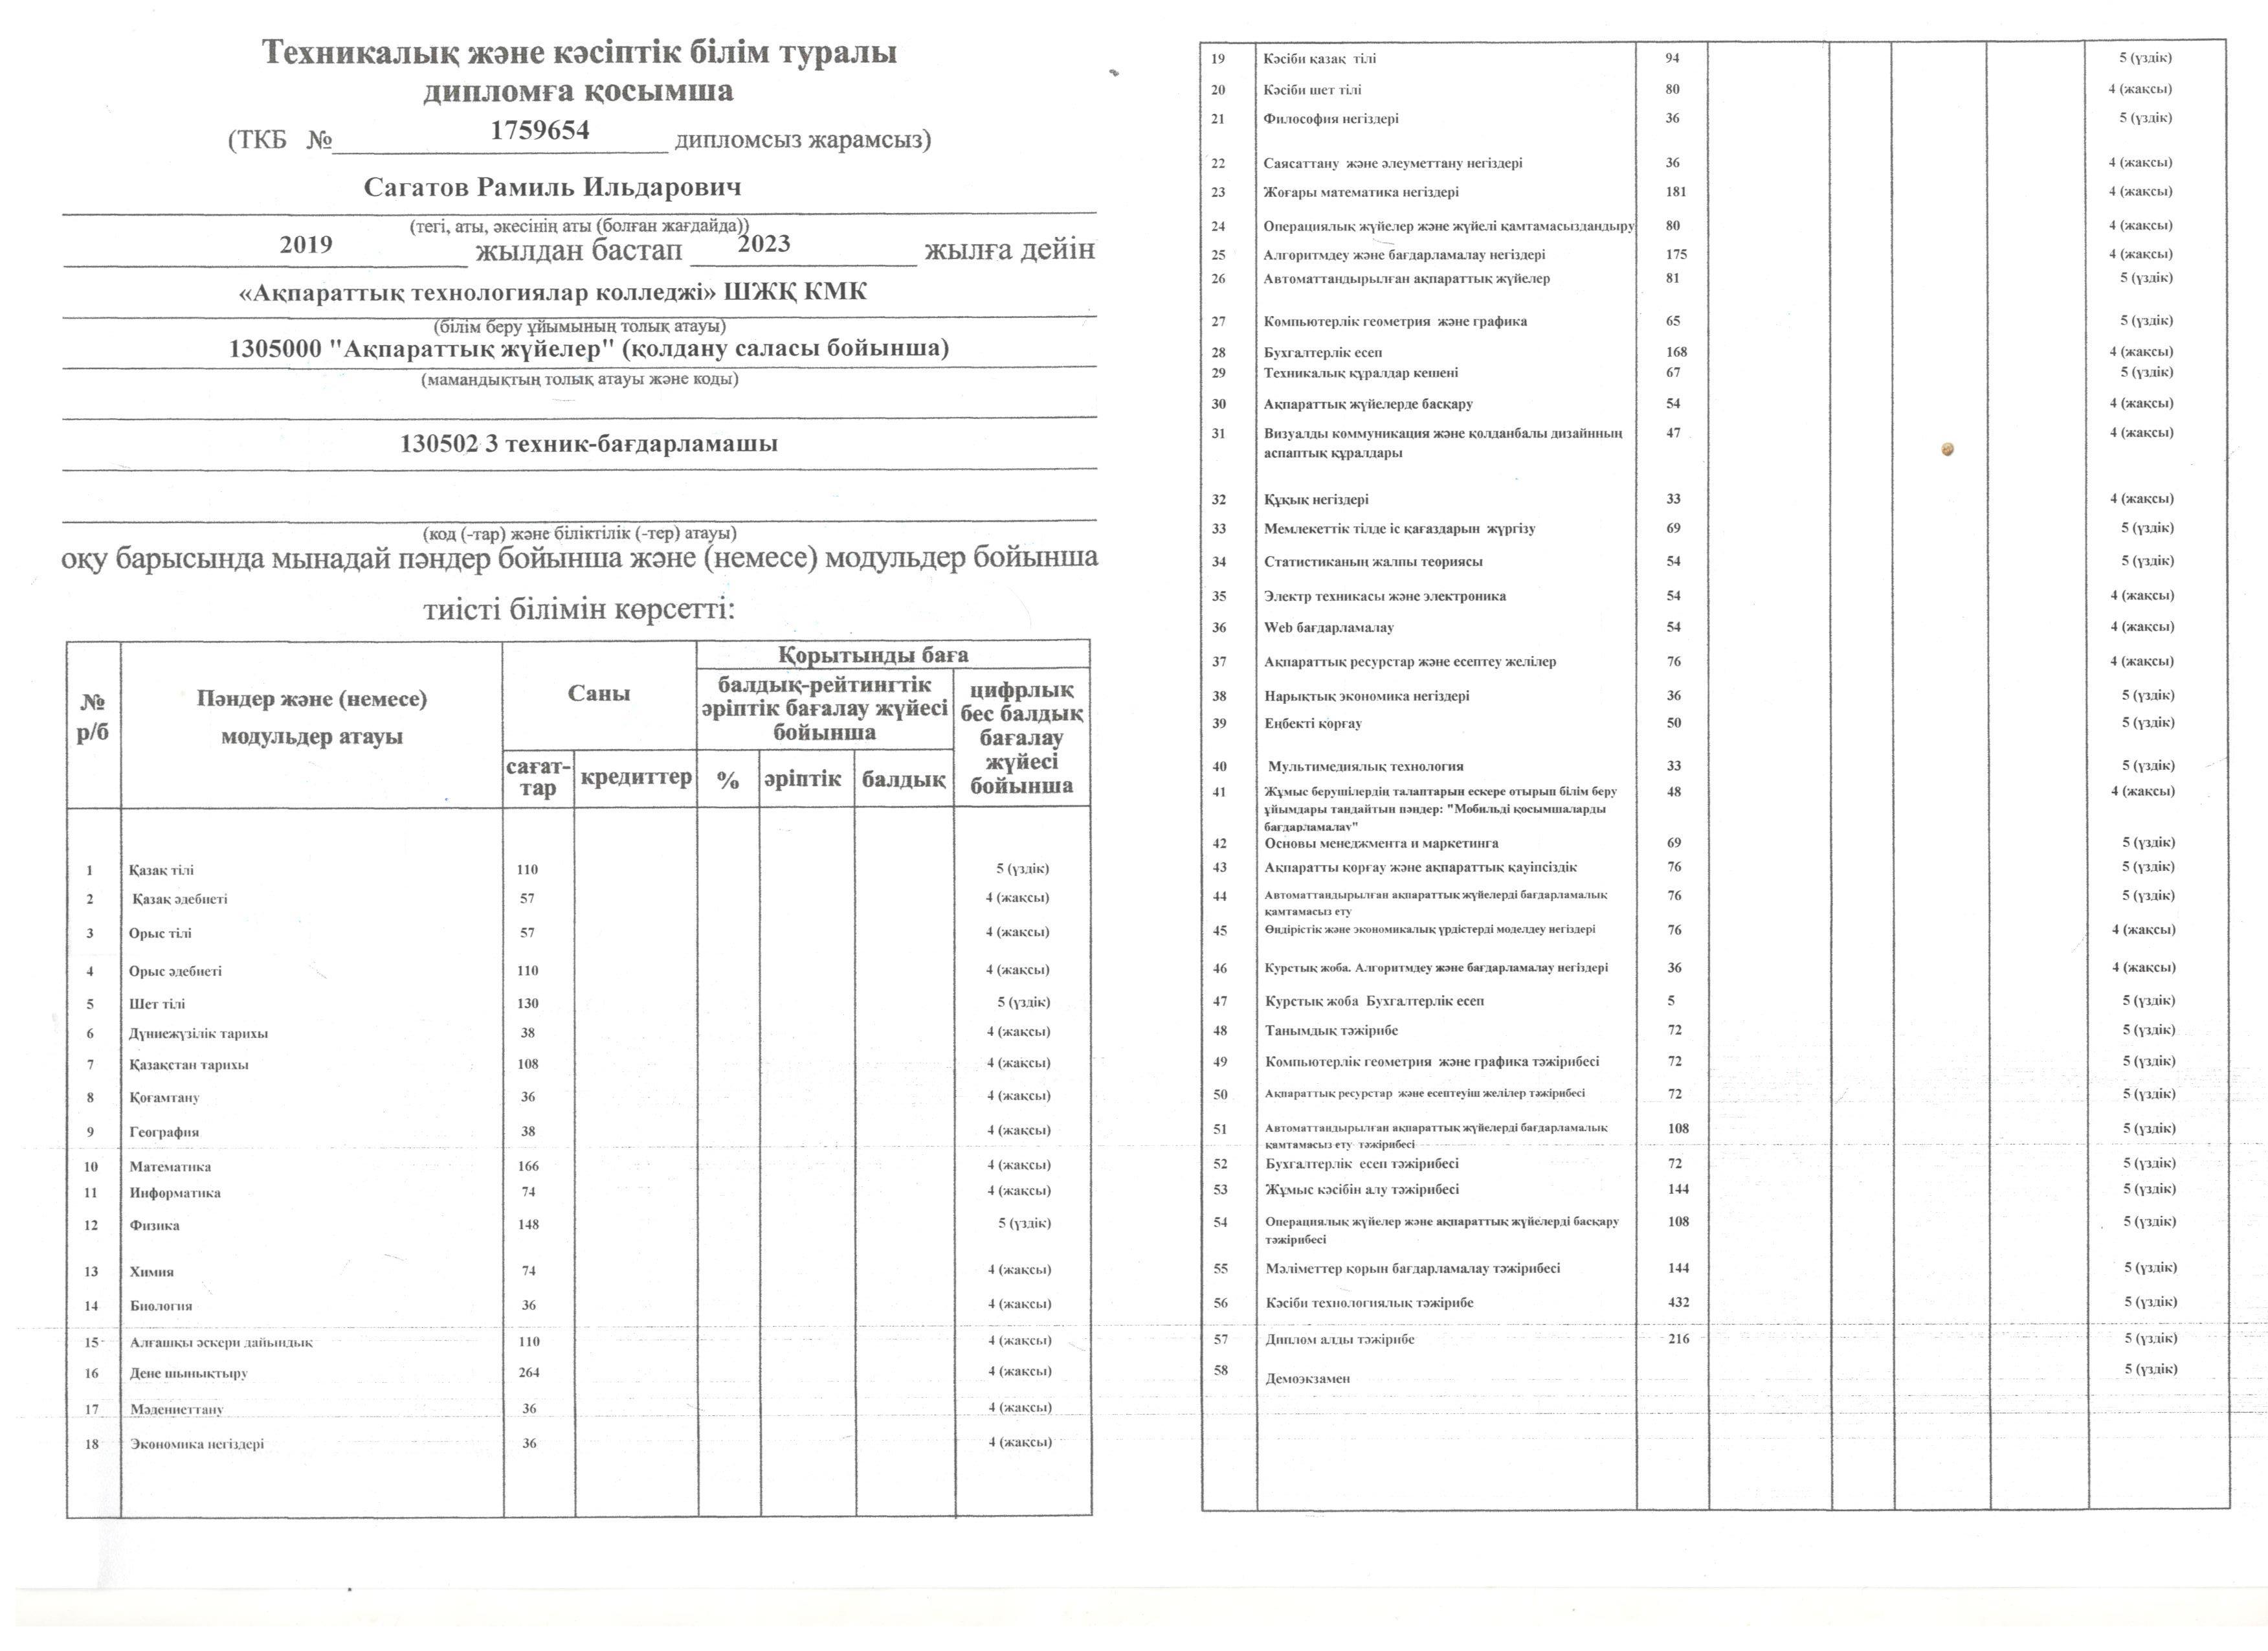 Техникалық және кәсіптік білім туралы
дипломға қосымша
(ТКБ № 1759654 дипломсыз жарамсыз)
Сагатов Рамиль Ильдарович
(тегі, аты, әкесінің аты (болған жағдайда))
2019 жылдан бастап 2023 жылға дейін
«Ақпараттық технологиялар колледжі» ШЖҚ КМК
(білім беру ұйымының толық атауы)
1305000 "Ақпараттық жүйелер" (қолдану саласы бойынша)
(мамандықтың толық атауы және коды)
130502 3 техник-бағдарламашы
(код (-тар) және біліктілік (-тер) атауы)
оқу барысында мынадай пәндер бойынша және (немесе) модульдер бойынша
тиісті білімін көрсетті:
№ р/б
Пәндер және (немесе)
модульдер атауы
Саны
Қорытынды баға
балдық-рейтингтік
әріптік бағалау жүйесі
бойынша
цифрлық
бес балдық
бағалау
жүйесі
бойынша
сағат-
тар
кредиттер
%
әріптік
балдық
1 Қазақ тілі 110 5 (үздік)
2 Қазақ әдебиеті 57 4 (жақсы)
3 Орыс тілі 57 4 (жақсы)
4 Орыс әдебиеті 110 4 (жақсы)
5 Шет тілі 130 5 (үздік)
6 Дүниежүзілік тарихы 38 4 (жақсы)
7 Қазақстан тарихы 108 4 (жақсы)
8 Қоғамтану 36 4 (жақсы)
9 География 38 4 (жақсы)
10 Математика 166 4 (жақсы)
11 Информатика 74 4 (жақсы)
12 Физика 148 5 (үздік)
13 Химия 74 4 (жақсы)
14 Биология 36 4 (жақсы)
15 Алғашқы әскери дайындық 110 4 (жақсы)
16 Дене шынықтыру 264 4 (жақсы)
17 Мәдениеттану 36 4 (жақсы)
18 Экономика негіздері 36 4 (жақсы)
19 Кәсіби қазақ тілі 94 5 (үздік)
20 Кәсіби шет тілі 80 4 (жақсы)
21 Философия негіздері 36 5 (үздік)
22 Саясаттану және әлеуметтану негіздері 36 4 (жақсы)
23 Жоғары математика негіздері 181 4 (жақсы)
24 Операциялық жүйелер және жүйелі қамтамасыздандыру 80 4 (жақсы)
25 Алгоритмдеу және бағдарламалау негіздері 175 4 (жақсы)
26 Автоматтандырылған ақпараттық жүйелер 81 5 (үздік)
27 Компьютерлік геометрия және графика 65 5 (үздік)
28 Бухгалтерлік есеп 168 4 (жақсы)
29 Техникалық құралдар кешені 67 5 (үздік)
30 Ақпараттық жүйелерде басқару 54 4 (жақсы)
31 Визуалды коммуникация және қолданбалы дизайнның 47 4 (жақсы)
аспаптық құралдары
32 Құқық негіздері 33 4 (жақсы)
33 Мемлекеттік тілде іс қағаздарын жүргізу 69 5 (үздік)
34 Статистиканың жалпы теориясы 54 5 (үздік)
35 Электр техникасы және электроника 54 4 (жақсы)
36 Web бағдарламалау 54 4 (жақсы)
37 Ақпараттық ресурстар және есептеу желілер 76 4 (жақсы)
38 Нарықтық экономика негіздері 36 5 (үздік)
39 Еңбекті қорғау 50 5 (үздік)
40 Мультимедиялық технология 33 5 (үздік)
41 Жұмыс берушілердің талаптарын ескере отырып білім беру 48 4 (жақсы)
ұйымдары таңдайтын пәндер: "Мобильді қосымшаларды
бағдарламалау"
42 Основы менеджмента и маркетинга 69 5 (үздік)
43 Ақпаратты қорғау және ақпараттық қауіпсіздік 76 5 (үздік)
44 Автоматтандырылған ақпараттық жүйелерді бағдарламалық 76 5 (үздік)
қамтамасыз ету
45 Өндірістік және экономикалық үрдістерді моделдеу негіздері 76 4 (жақсы)
46 Курстық жоба. Алгоритмдеу және бағдарламалау негіздері 36 4 (жақсы)
47 Курстық жоба Бухгалтерлік есеп 5 5 (үздік)
48 Танымдық тәжірибе 72 5 (үздік)
49 Компьютерлік геометрия және графика тәжірибесі 72 5 (үздік)
50 Ақпараттық ресурстар және есептеуіш желілер тәжірибесі 72 5 (үздік)
51 Автоматтандырылған ақпараттық жүйелерді бағдарламалық 108 5 (үздік)
қамтамасыз ету тәжірибесі
52 Бухгалтерлік есеп тәжірибесі 72 5 (үздік)
53 Жұмыс кәсібін алу тәжірибесі 144 5 (үздік)
54 Операциялық жүйелер және ақпараттық жүйелерді басқару 108 5 (үздік)
тәжірибесі
55 Мәліметтер қорын бағдарламалау тәжірибесі 144 5 (үздік)
56 Кәсіби технологиялық тәжірибе 432 5 (үздік)
57 Диплом алды тәжірибе 216 5 (үздік)
58 Демоэкзамен 5 (үздік)